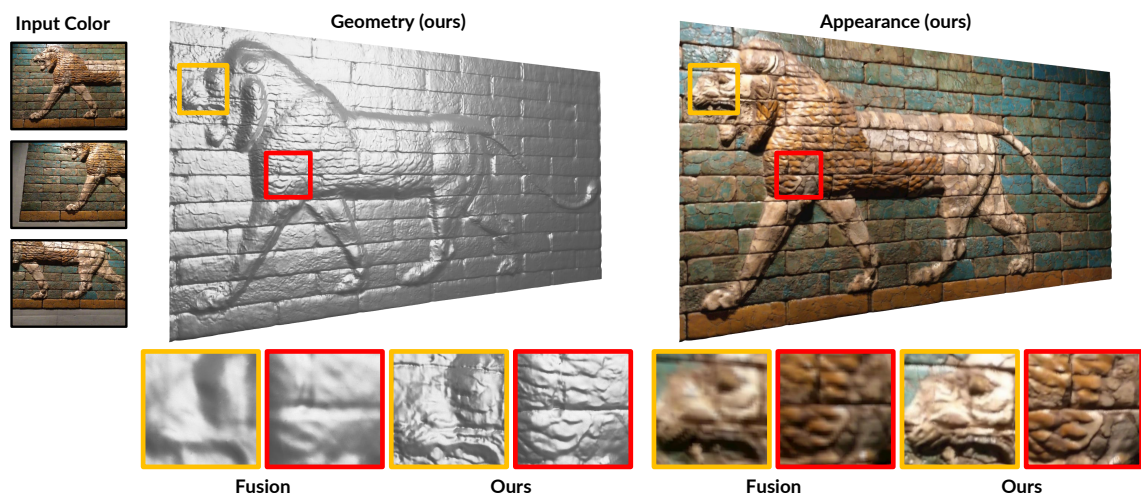 Input Color
Geometry (ours)
Appearance (ours)
Fusion
Ours
Fusion
Ours